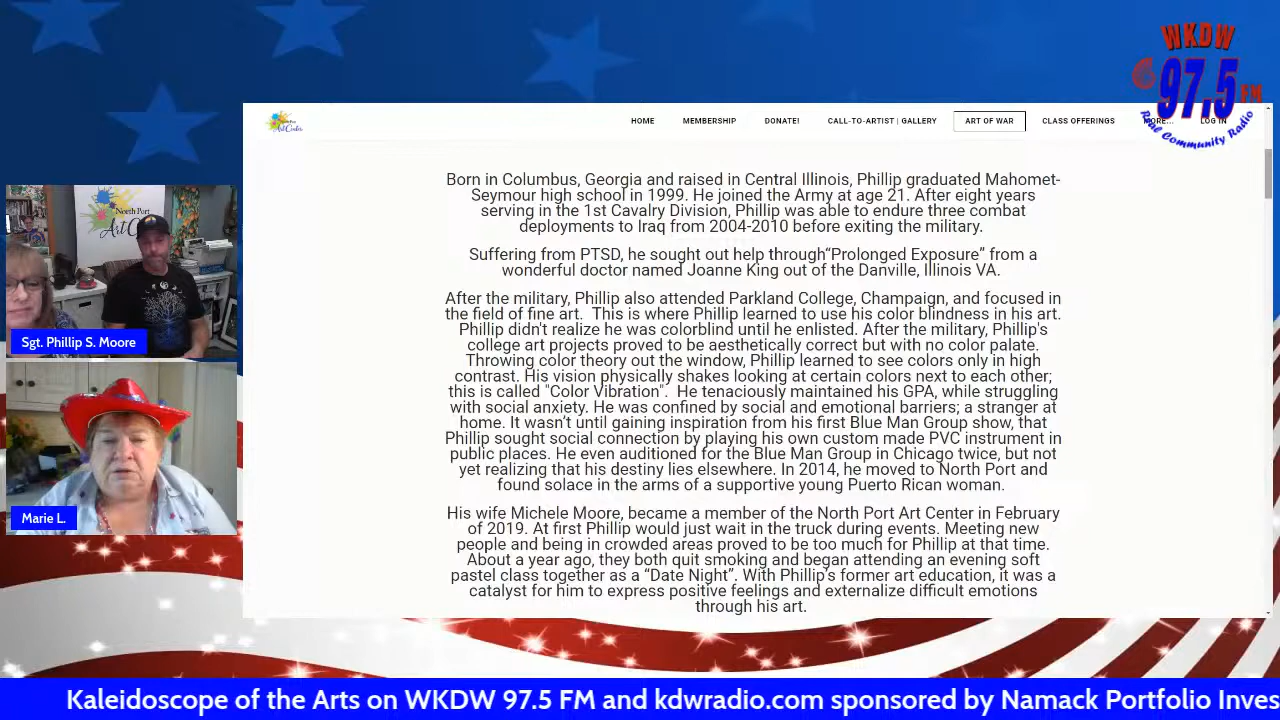 WKDW
97.5 FM
Real Community Radio
North Port
Art Center
HOME MEMBERSHIP DONATE! CALL-TO-ARTIST | GALLERY ART OF WAR CLASS OFFERINGS MORE... LOG IN
Born in Columbus, Georgia and raised in Central Illinois, Phillip graduated Mahomet-
Seymour high school in 1999. He joined the Army at age 21. After eight years
serving in the 1st Cavalry Division, Phillip was able to endure three combat
deployments to Iraq from 2004-2010 before exiting the military.
Suffering from PTSD, he sought out help through“Prolonged Exposure” from a
wonderful doctor named Joanne King out of the Danville, Illinois VA.
After the military, Phillip also attended Parkland College, Champaign, and focused in
the field of fine art. This is where Phillip learned to use his color blindness in his art.
Phillip didn't realize he was colorblind until he enlisted. After the military, Phillip's
college art projects proved to be aesthetically correct but with no color palate.
Throwing color theory out the window, Phillip learned to see colors only in high
contrast. His vision physically shakes looking at certain colors next to each other;
this is called "Color Vibration". He tenaciously maintained his GPA, while struggling
with social anxiety. He was confined by social and emotional barriers; a stranger at
home. It wasn't until gaining inspiration from his first Blue Man Group show, that
Phillip sought social connection by playing his own custom made PVC instrument in
public places. He even auditioned for the Blue Man Group in Chicago twice, but not
yet realizing that his destiny lies elsewhere. In 2014, he moved to North Port and
found solace in the arms of a supportive young Puerto Rican woman.
His wife Michele Moore, became a member of the North Port Art Center in February
of 2019. At first Phillip would just wait in the truck during events. Meeting new
people and being in crowded areas proved to be too much for Phillip at that time.
About a year ago, they both quit smoking and began attending an evening soft
pastel class together as a “Date Night”. With Phillip's former art education, it was a
catalyst for him to express positive feelings and externalize difficult emotions
through his art.
North Port
Art C
Sgt. Phillip S. Moore
Marie L.
Kaleidoscope of the Arts on WKDW 97.5 FM and kdwradio.com sponsored by Namack Portfolio Inves